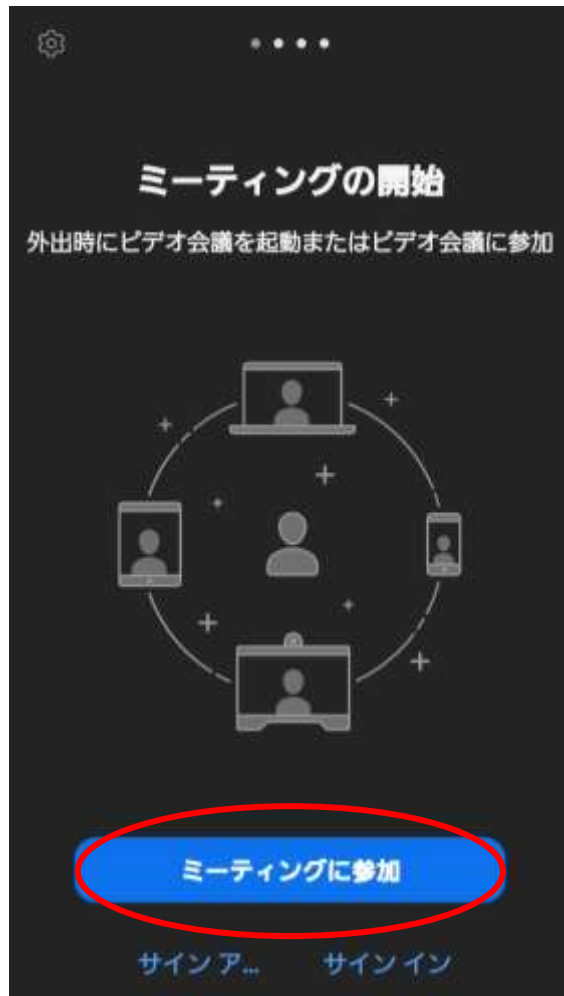 ミーティングの開始
外出時にビデオ会議を起動またはビデオ会議に参加
ミーティングに参加
サイン ア... サイン イン